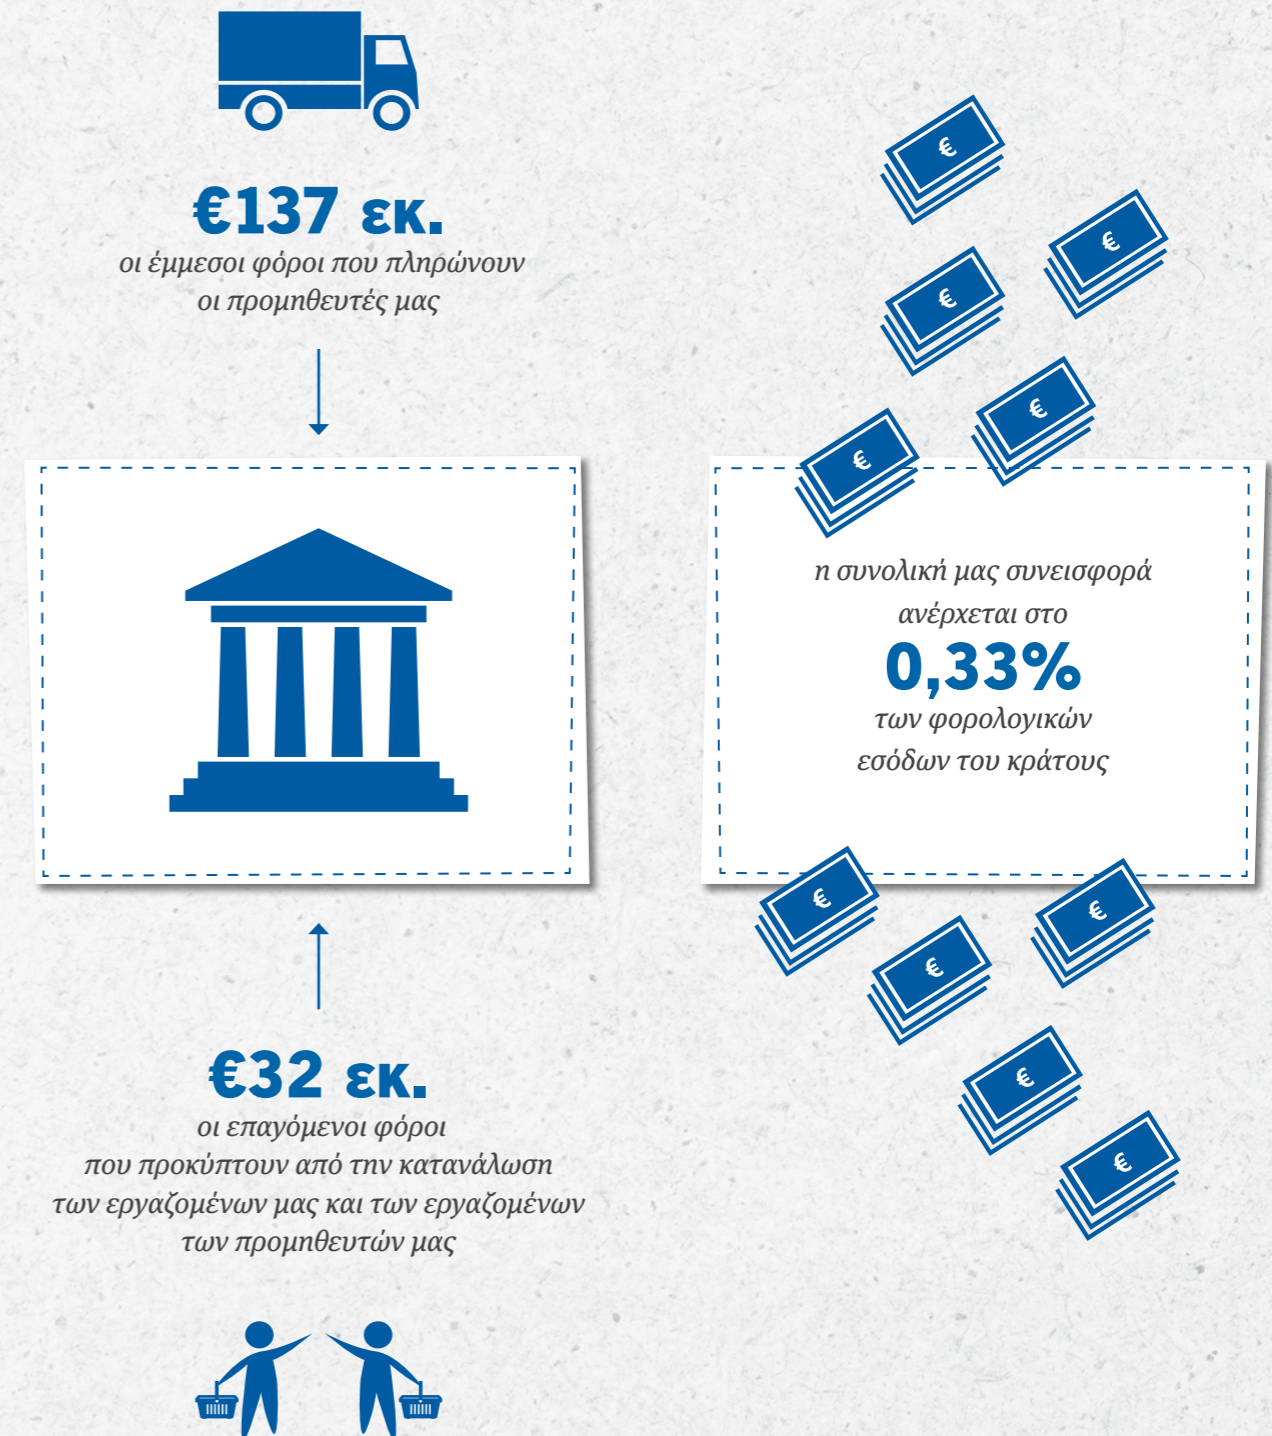 €137 εκ.
οι έμμεσοι φόροι που πληρώνουν
οι προμηθευτές μας
€
€
€
€
€
η συνολική μας συνεισφορά
ανέρχεται στο
0,33%
των φορολογικών
εσόδων του κράτους
€
€
€
€
€
€32 εκ.
οι επαγόμενοι φόροι
που προκύπτουν από την κατανάλωση
των εργαζομένων μας και των εργαζομένων
των προμηθευτών μας